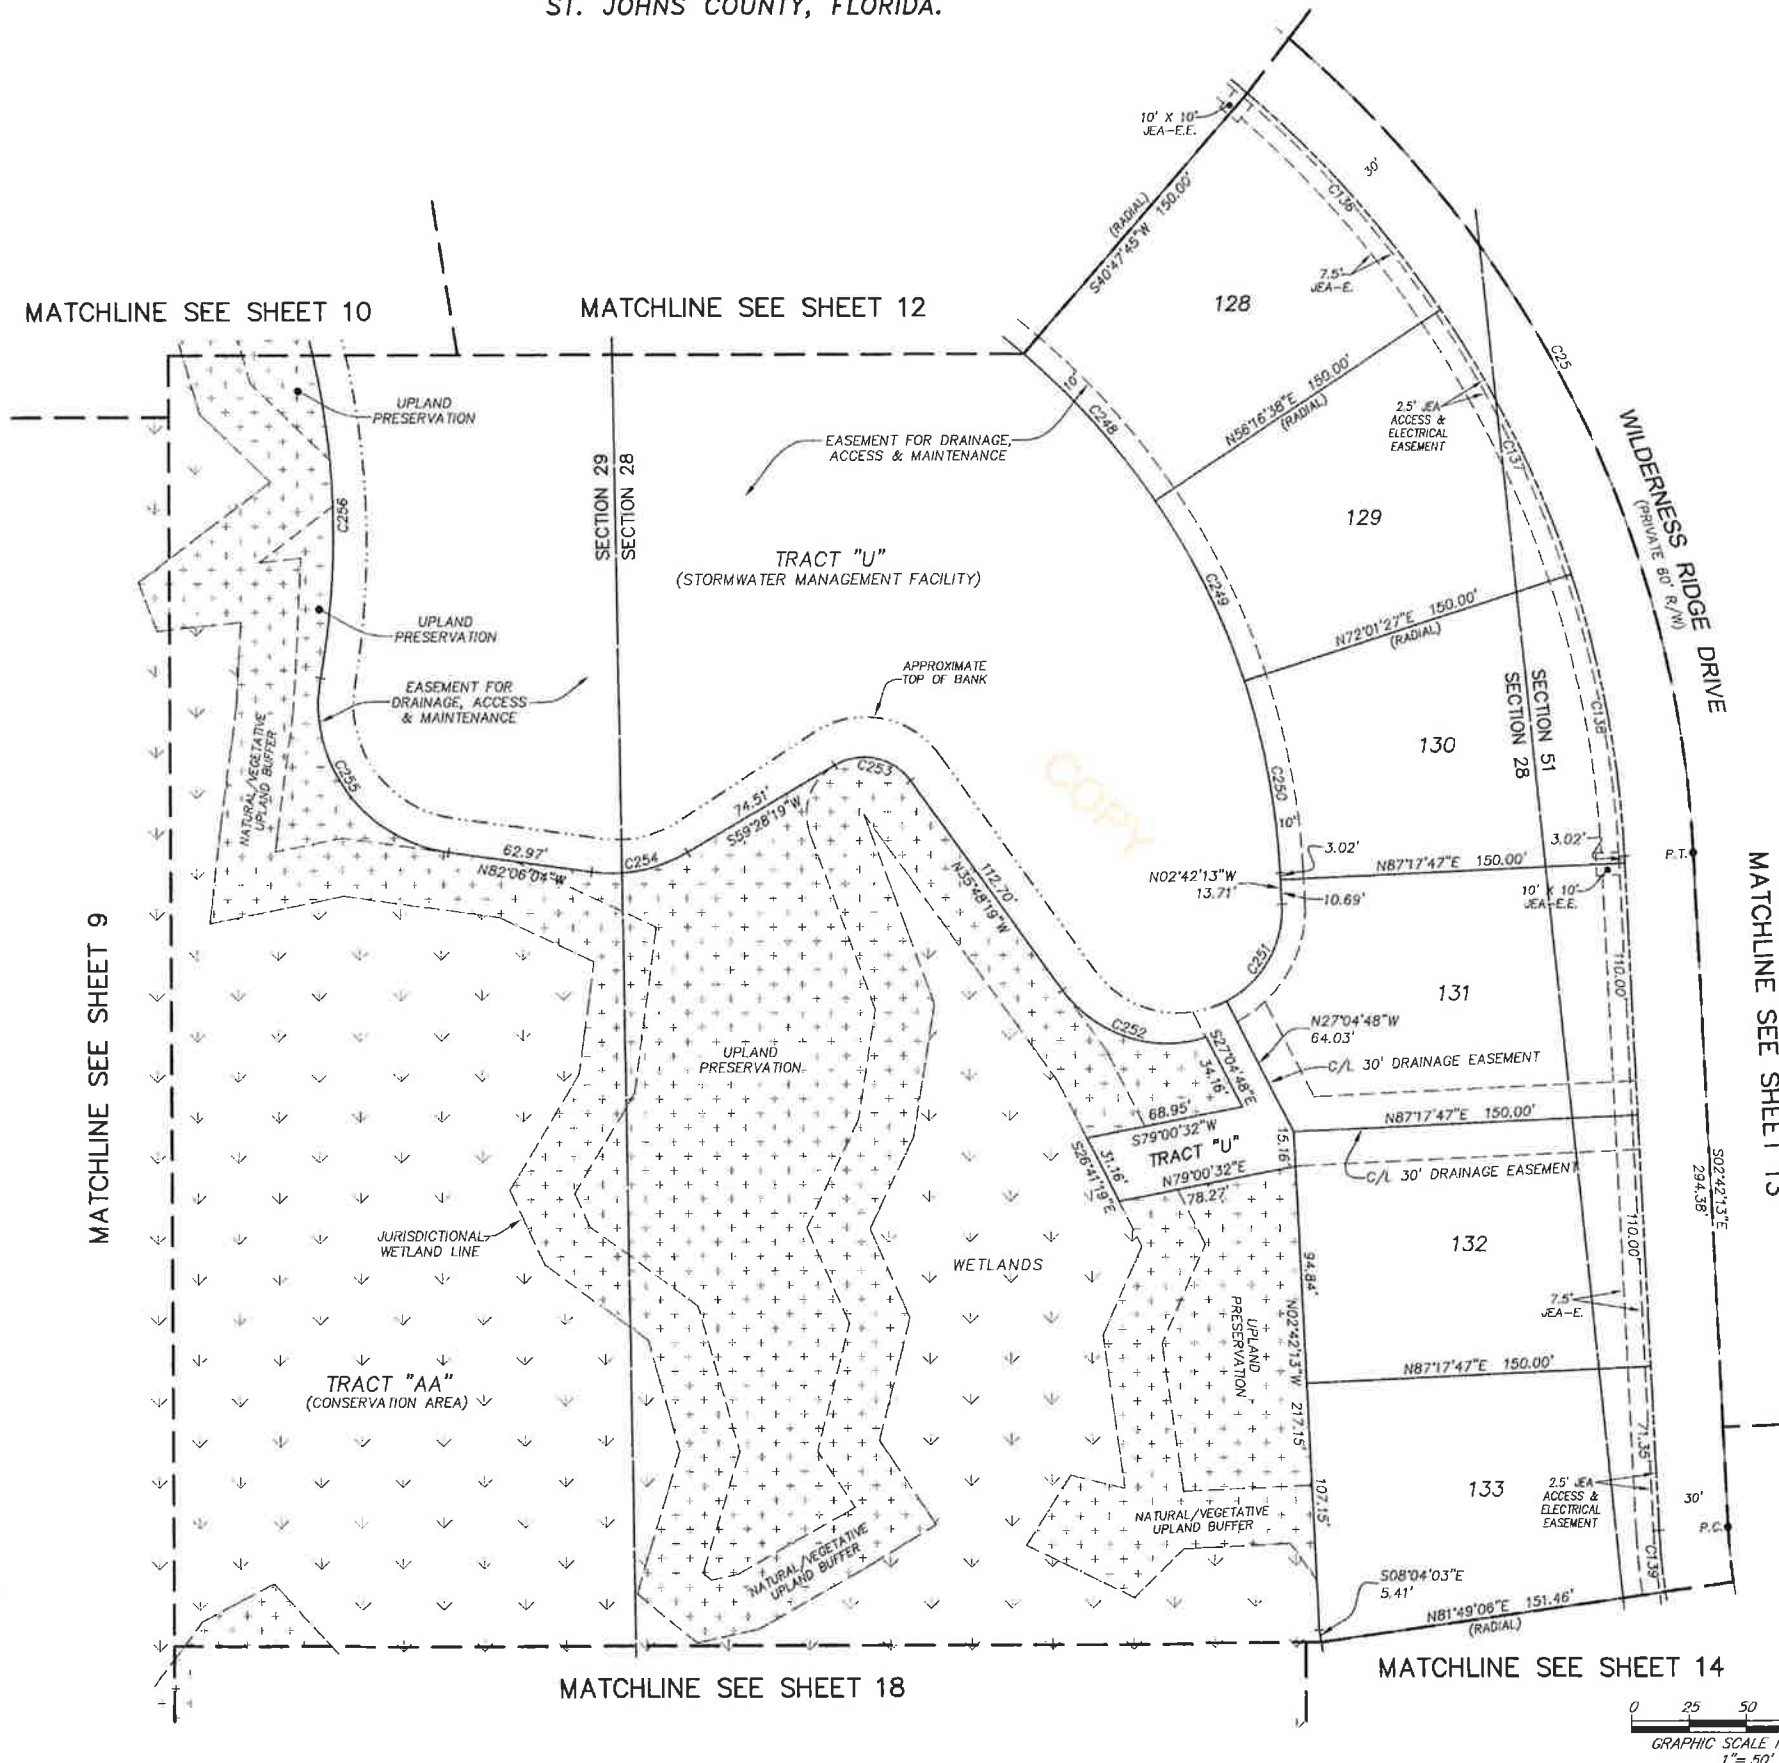 ST. JOHNS COUNTY, FLORIDA.
10' X 10'
JEA-E.E.
30'
C136
(RADIAL)
S40°47'45"W 150.00'
7.5'
JEA-E.
128
MATCHLINE SEE SHEET 10
MATCHLINE SEE SHEET 12
C25
10'
C248
N56°16'38"E 150.00'
(RADIAL)
2.5' JEA
ACCESS &
ELECTRICAL
EASEMENT
UPLAND
PRESERVATION
EASEMENT FOR DRAINAGE,
ACCESS & MAINTENANCE
WILDERNESS RIDGE DRIVE
(PRIVATE 60' R/W)
C137
SECTION 29
SECTION 28
C256
129
TRACT "U"
(STORMWATER MANAGEMENT FACILITY)
C249
N72°01'27"E 150.00'
(RADIAL)
UPLAND
PRESERVATION
APPROXIMATE
TOP OF BANK
EASEMENT FOR
DRAINAGE, ACCESS
& MAINTENANCE
SECTION 51
SECTION 28
C138
130
NATURAL/VEGETATIVE
UPLAND BUFFER
C255
C253
COPY
C250
10'
74.51'
S59°28'19"W
3.02'
3.02'
62.97'
N82°06'04"W
C254
N87°17'47"E 150.00'
P.T.
N02°42'13"W
13.71'
10.69'
10' X 10'
JEA-E.E.
112.70'
N35°48'19"W
MATCHLINE SEE SHEET 9
MATCHLINE SEE SHEET 13
C251
110.00'
131
C252
N27°04'48"W
64.03'
S27°04'48"E
34.16'
UPLAND
PRESERVATION
C/L 30' DRAINAGE EASEMENT
68.95'
S79°00'32"W
N87°17'47"E 150.00'
TRACT "U"
15.16'
31.16'
S26°41'19"E
N79°00'32"E
78.27'
C/L 30' DRAINAGE EASEMENT
S02°42'13"E
294.38'
JURISDICTIONAL
WETLAND LINE
110.00'
132
WETLANDS
94.84'
7.5'
JEA-E.
UPLAND
PRESERVATION
N02°42'13"W 217.15'
N87°17'47"E 150.00'
TRACT "AA"
(CONSERVATION AREA)
71.35'
133
2.5' JEA
ACCESS &
ELECTRICAL
EASEMENT
30'
107.15'
NATURAL/VEGETATIVE
UPLAND BUFFER
P.C.
NATURAL/VEGETATIVE
UPLAND BUFFER
C139
S08°04'03"E
5.41'
N81°49'06"E 151.46'
(RADIAL)
MATCHLINE SEE SHEET 18
MATCHLINE SEE SHEET 14
0 25 50
GRAPHIC SCALE
1"= 50'